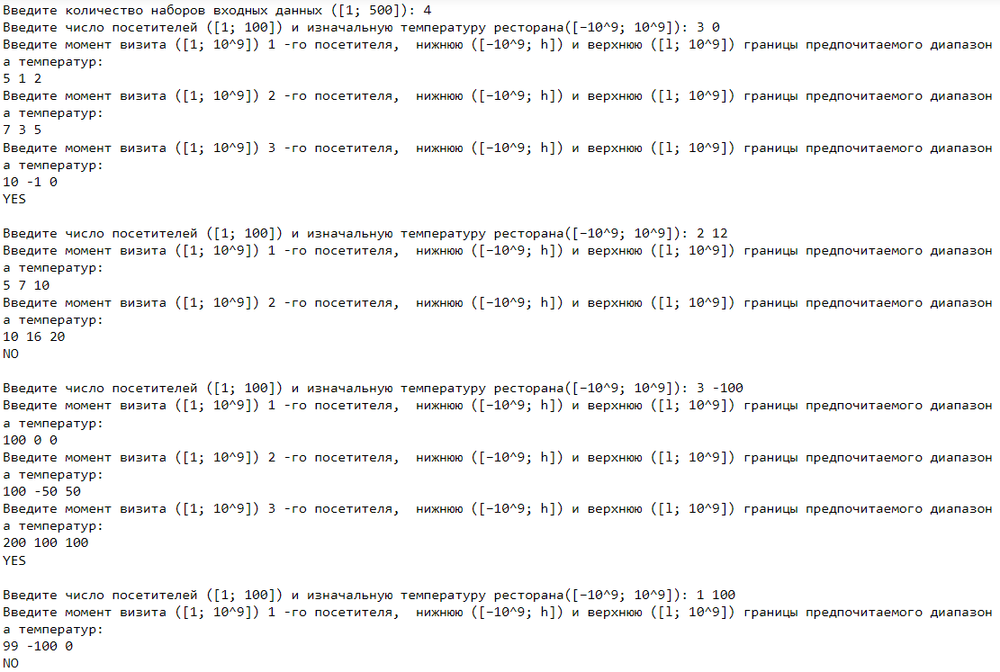 Введите количество наборов входных данных ([1; 500]): 4
Введите число посетителей ([1; 100]) и изначальную температуру ресторана([−10^9; 10^9]): 3 0
Введите момент визита ([1; 10^9]) 1 -го посетителя,  нижнюю ([−10^9; h]) и верхнюю ([l; 10^9]) границы предпочитаемого диапазон
а температур:
5 1 2
Введите момент визита ([1; 10^9]) 2 -го посетителя,  нижнюю ([−10^9; h]) и верхнюю ([l; 10^9]) границы предпочитаемого диапазон
а температур:
7 3 5
Введите момент визита ([1; 10^9]) 3 -го посетителя,  нижнюю ([−10^9; h]) и верхнюю ([l; 10^9]) границы предпочитаемого диапазон
а температур:
10 -1 0
YES

Введите число посетителей ([1; 100]) и изначальную температуру ресторана([−10^9; 10^9]): 2 12
Введите момент визита ([1; 10^9]) 1 -го посетителя,  нижнюю ([−10^9; h]) и верхнюю ([l; 10^9]) границы предпочитаемого диапазон
а температур:
5 7 10
Введите момент визита ([1; 10^9]) 2 -го посетителя,  нижнюю ([−10^9; h]) и верхнюю ([l; 10^9]) границы предпочитаемого диапазон
а температур:
10 16 20
NO

Введите число посетителей ([1; 100]) и изначальную температуру ресторана([−10^9; 10^9]): 3 -100
Введите момент визита ([1; 10^9]) 1 -го посетителя,  нижнюю ([−10^9; h]) и верхнюю ([l; 10^9]) границы предпочитаемого диапазон
а температур:
100 0 0
Введите момент визита ([1; 10^9]) 2 -го посетителя,  нижнюю ([−10^9; h]) и верхнюю ([l; 10^9]) границы предпочитаемого диапазон
а температур:
100 -50 50
Введите момент визита ([1; 10^9]) 3 -го посетителя,  нижнюю ([−10^9; h]) и верхнюю ([l; 10^9]) границы предпочитаемого диапазон
а температур:
200 100 100
YES

Введите число посетителей ([1; 100]) и изначальную температуру ресторана([−10^9; 10^9]): 1 100
Введите момент визита ([1; 10^9]) 1 -го посетителя,  нижнюю ([−10^9; h]) и верхнюю ([l; 10^9]) границы предпочитаемого диапазон
а температур:
99 -100 0
NO